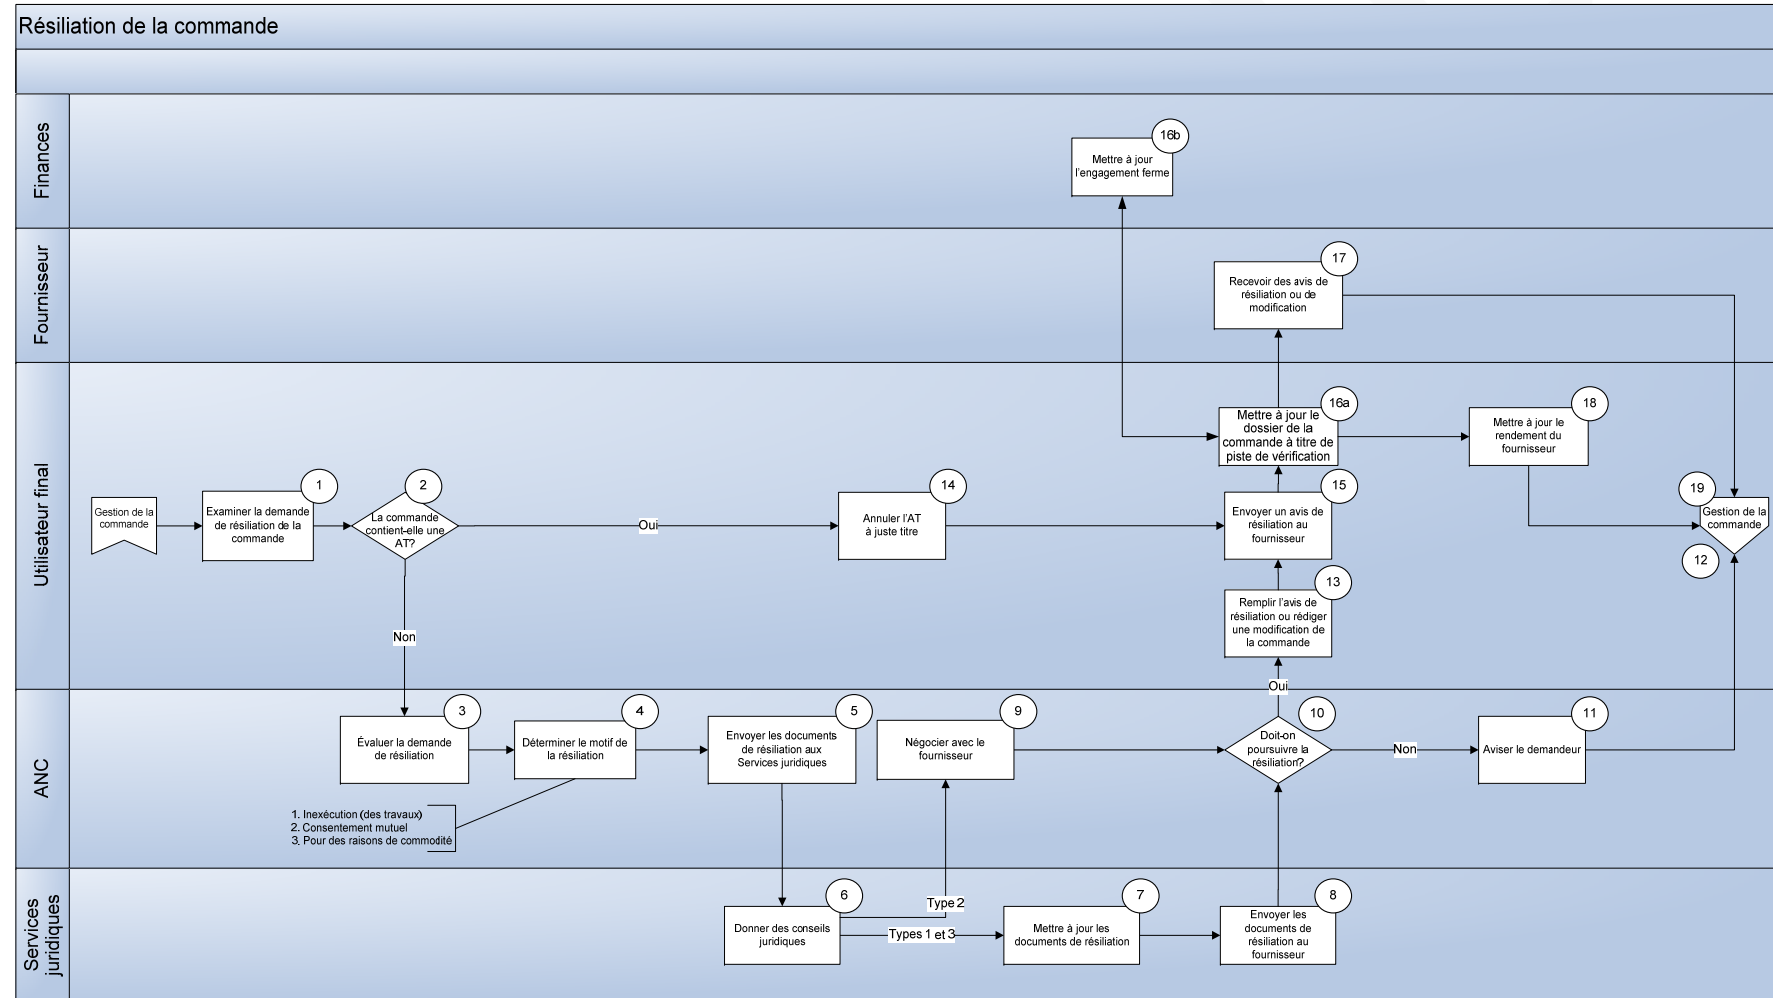 Résiliation de la commande
Finances
16b
Mettre à jour
l'engagement ferme
Fournisseur
17
Recevoir des avis de
résiliation ou de
modification
Utilisateur final
16a
Mettre à jour le
dossier de la
commande à titre de
piste de vérification
18
Mettre à jour le
rendement du
fournisseur
Gestion de la
commande
1
Examiner la demande
de résiliation de la
commande
2
La commande
contient-elle une
AT?
Oui
14
Annuler l'AT
à juste titre
15
Envoyer un avis de
résiliation au
fournisseur
19
Gestion de la
commande
12
13
Remplir l'avis de
résiliation ou rédiger
une modification de
la commande
Non
Oui
ANC
3
Évaluer la demande
de résiliation
4
Déterminer le motif de
la résiliation
5
Envoyer les documents
de résiliation aux
Services juridiques
9
Négocier avec le
fournisseur
10
Doit-on
poursuivre la
résiliation?
Non
11
Aviser le demandeur
1. Inexécution (des travaux)
2. Consentement mutuel
3. Pour des raisons de commodité
Services
juridiques
6
Donner des conseils
juridiques
Type 2
Types 1 et 3
7
Mettre à jour les
documents de résiliation
8
Envoyer les
documents de
résiliation au
fournisseur